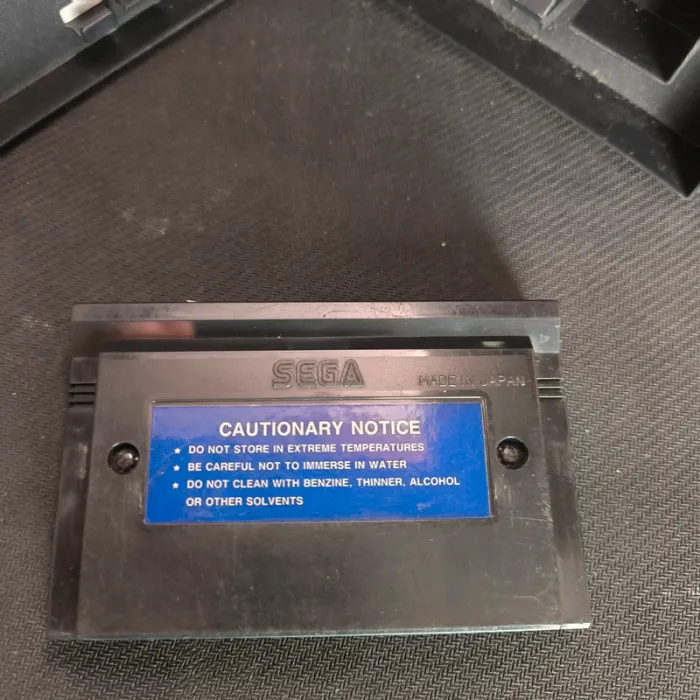 SEGA
MADE IN JAPAN
CAUTIONARY NOTICE
★ DO NOT STORE IN EXTREME TEMPERATURES
★ BE CAREFUL NOT TO IMMERSE IN WATER
★ DO NOT CLEAN WITH BENZINE, THINNER, ALCOHOL
OR OTHER SOLVENTS